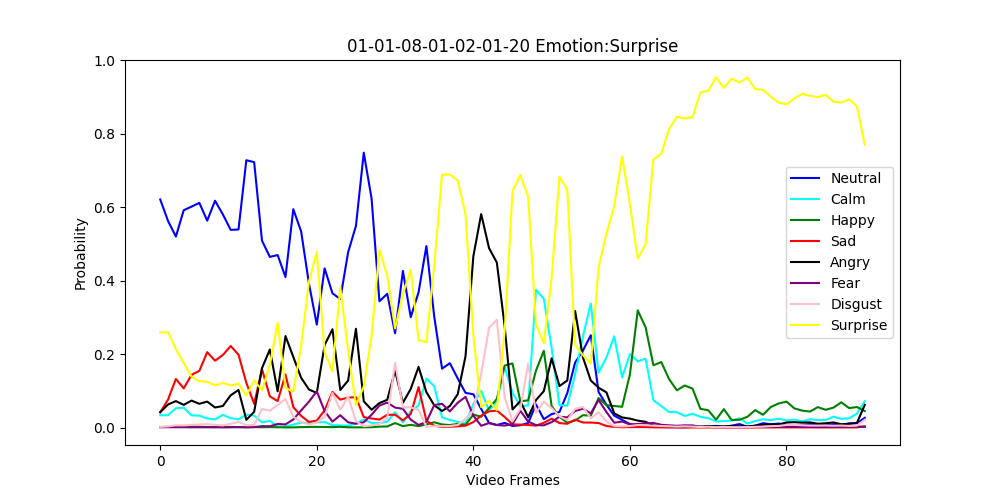 01-01-08-01-02-01-20 Emotion:Surprise
Probability
1.0
0.8
0.6
0.4
0.2
0.0
0 20 40 60 80
Video Frames
Neutral
Calm
Happy
Sad
Angry
Fear
Disgust
Surprise